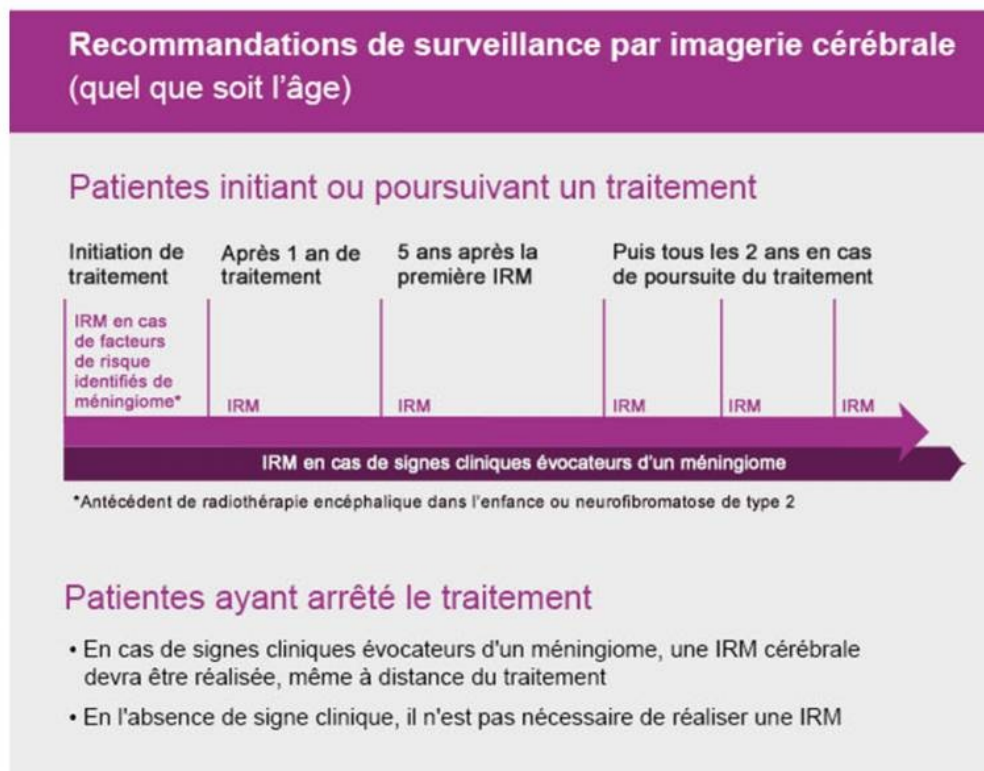 Recommandations de surveillance par imagerie cérébrale
(quel que soit l'âge)
Patientes initiant ou poursuivant un traitement
Initiation de
traitement
Après 1 an de
traitement
5 ans après la
première IRM
Puis tous les 2 ans en cas
de poursuite du traitement
IRM en cas
de facteurs
de risque
identifiés de
méningiome*
IRM
IRM
IRM
IRM
IRM
IRM en cas de signes cliniques évocateurs d'un méningiome
*Antécédent de radiothérapie encéphalique dans l'enfance ou neurofibromatose de type 2
Patientes ayant arrêté le traitement
• En cas de signes cliniques évocateurs d'un méningiome, une IRM cérébrale
devra être réalisée, même à distance du traitement
• En l'absence de signe clinique, il n'est pas nécessaire de réaliser une IRM